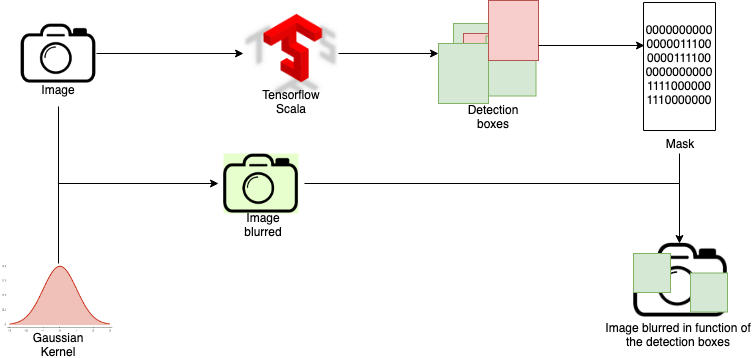 Image
Tensorflow
Scala
Detection
boxes
0000000000
0000011100
0000111100
0000000000
1111000000
1110000000
Mask
Image
blurred
Gaussian
Kernel
Image blurred in function of
the detection boxes